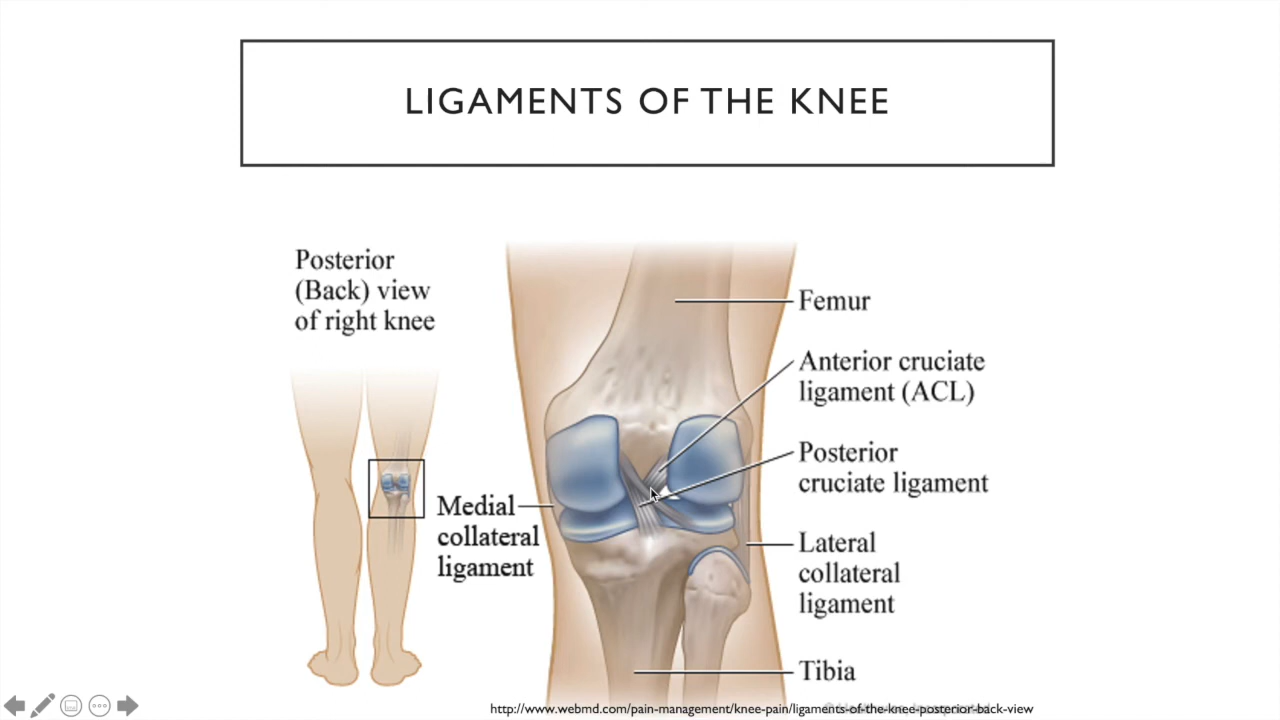 LIGAMENTS OF THE KNEE
Posterior
(Back) view
of right knee
Femur
Anterior cruciate
ligament (ACL)
Posterior
cruciate ligament
Medial
collateral
ligament
Lateral
collateral
ligament
Tibia
http://www.webmd.com/pain-management/knee-pain/ligaments-of-the-knee-posterior-back-view